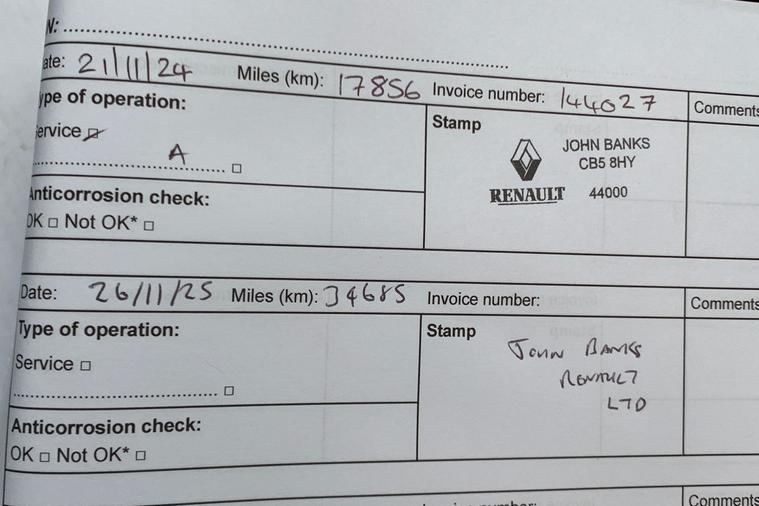 N:
ate: 21/11/24 Miles (km): 17856 Invoice number: 144027 Comments
ype of operation:
Stamp
ervice
A
JOHN BANKS
CB5 8HY
RENAULT 44000
Anticorrosion check:
OK Not OK*
Date: 26/11/25 Miles (km): 34685 Invoice number: Comments
Type of operation:
Stamp
Service
JOHN BANKS
RENAULT
LTD
Anticorrosion check:
OK Not OK*
Comments